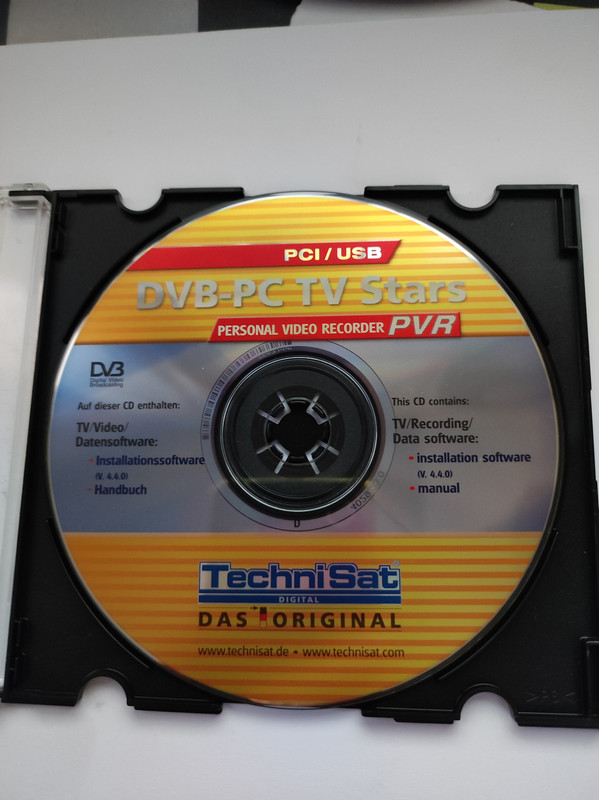 PCI / USB
DVB-PC TV Stars
PERSONAL VIDEO RECORDER PVR
DVB
Digital Video
Broadcasting
Auf dieser CD enthalten:
TV/Video/
Datensoftware:
- Installationssoftware
(V. 4.4.0)
- Handbuch
This CD contains:
TV/Recording/
Data software:
- installation software
(V. 4.4.0)
- manual
D
TechniSat®
DIGITAL
DAS ORIGINAL
www.technisat.de • www.technisat.com
>PS<